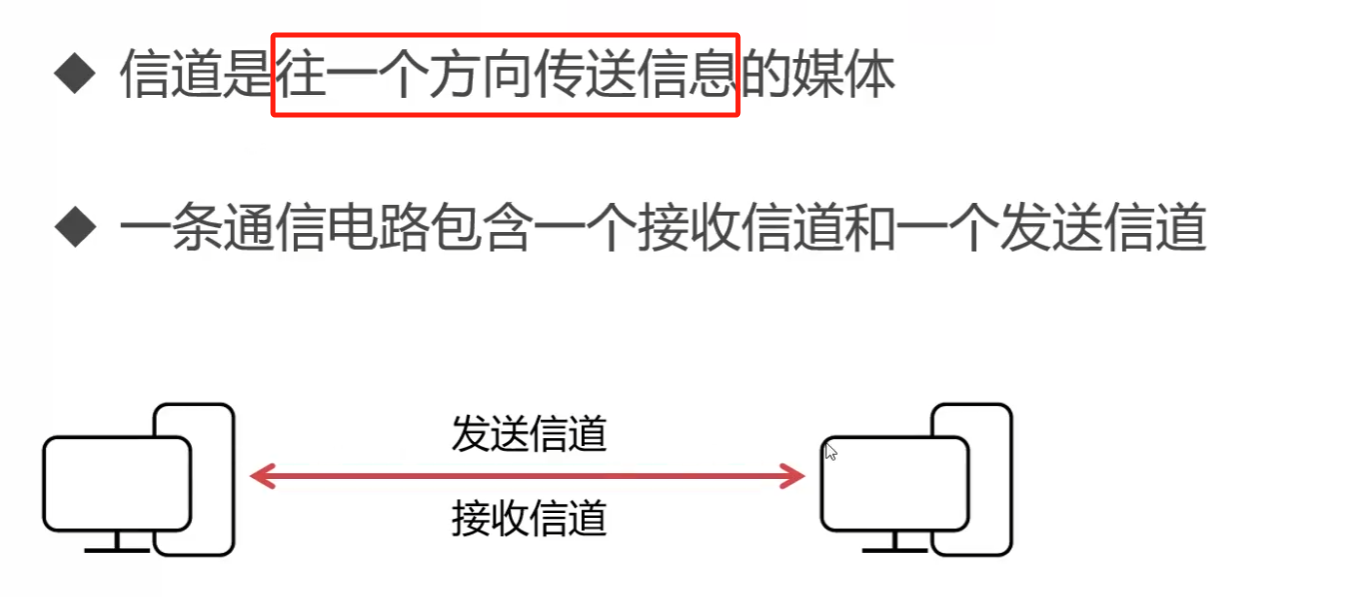 信道是往一个方向传送信息的媒体
一条通信电路包含一个接收信道和一个发送信道
发送信道
接收信道